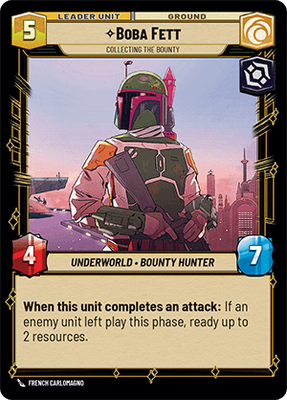 LEADER UNIT GROUND
5
✧BOBA FETT
COLLECTING THE BOUNTY
4
UNDERWORLD • BOUNTY HUNTER
7
When this unit completes an attack: If an
enemy unit left play this phase, ready up to
2 resources.
FRENCH CARLOMAGNO